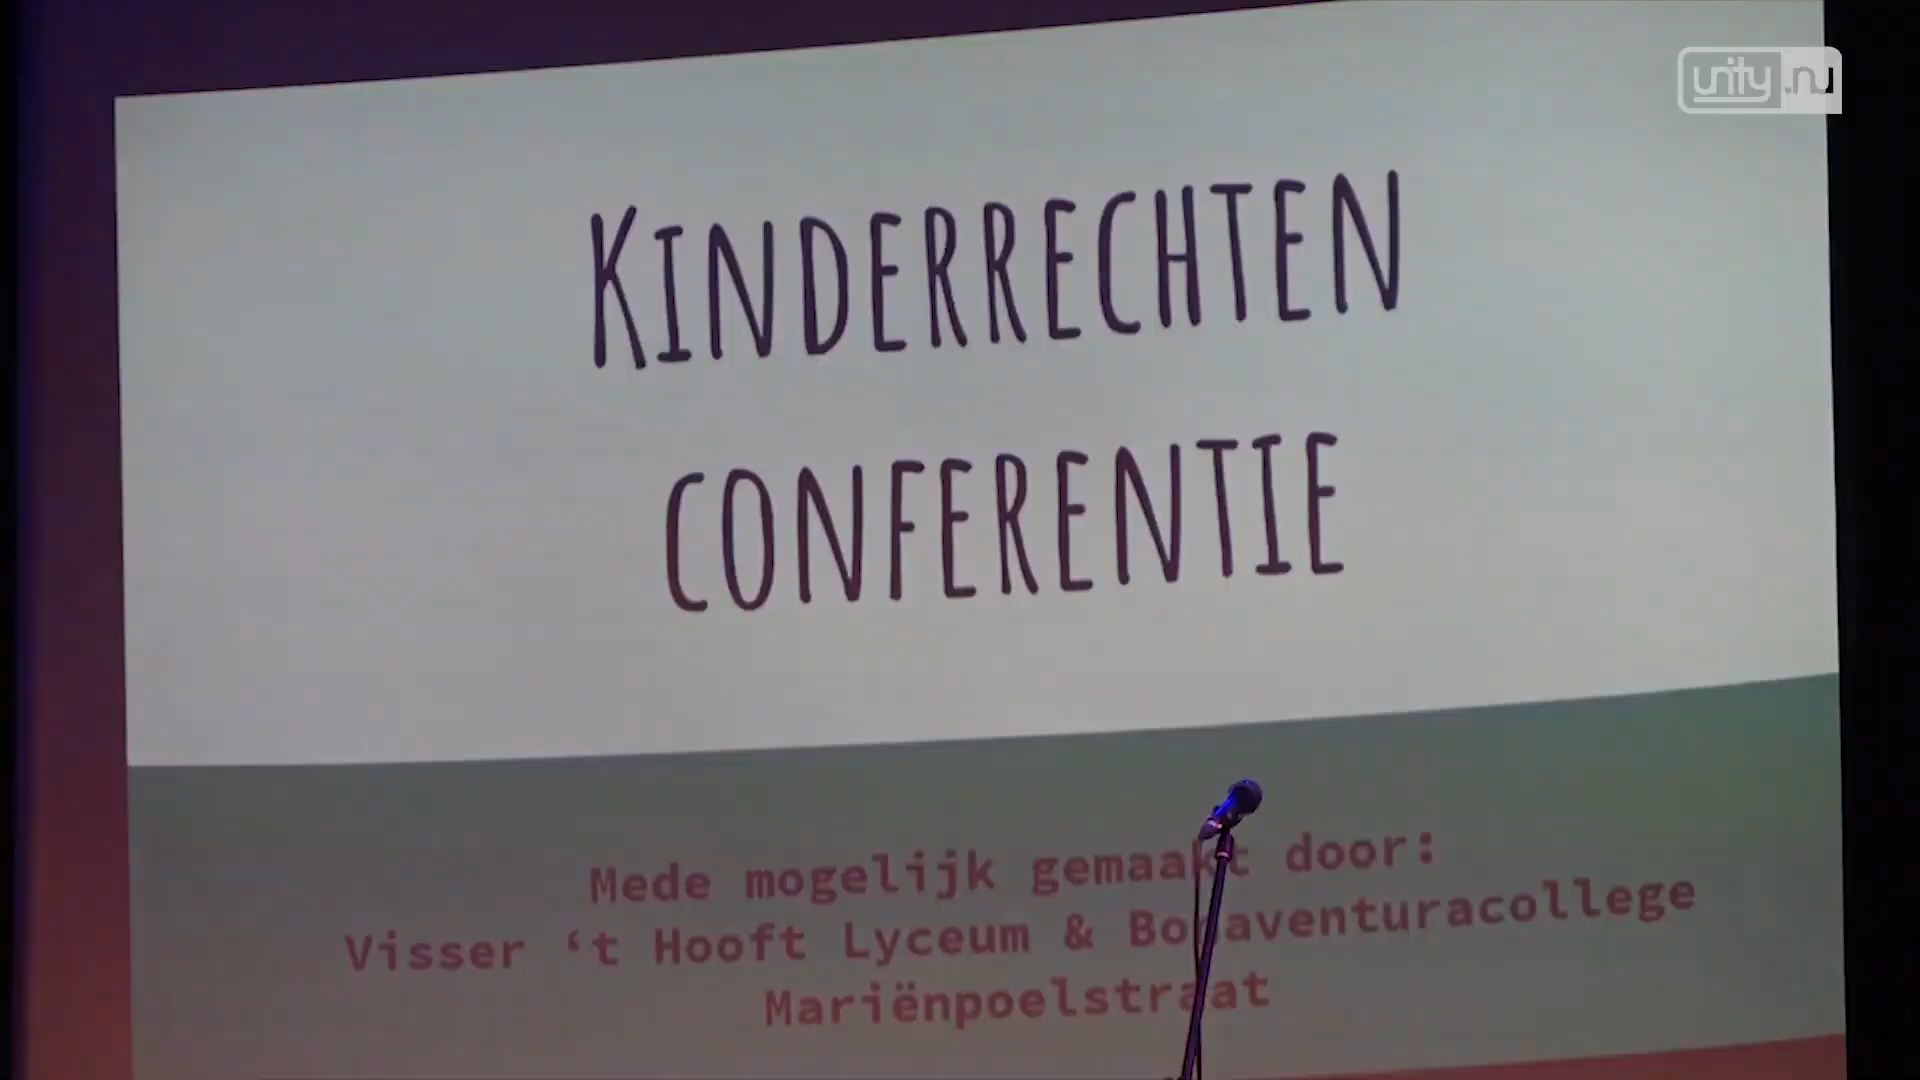 unity.nu
KINDERRECHTEN
CONFERENTIE
Mede mogelijk gemaakt door:
Visser ‘t Hooft Lyceum & Bonaventuracollege
Mariënpoelstraat